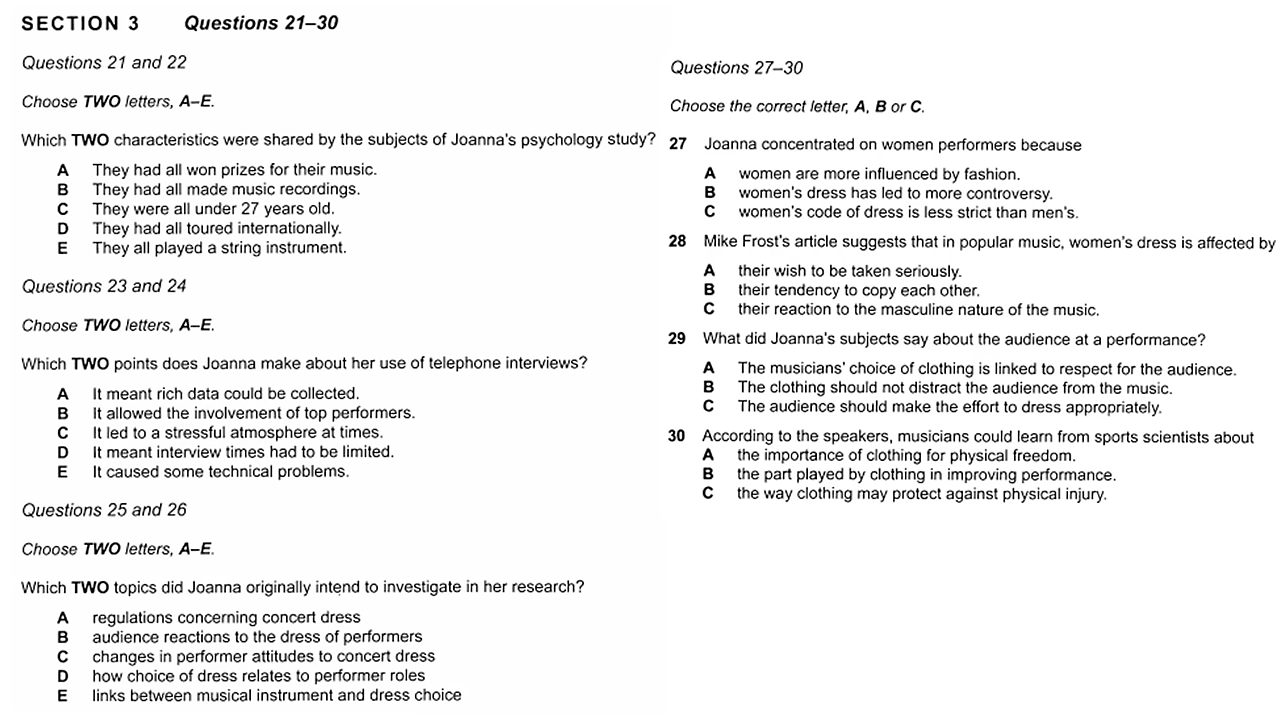 SECTION 3 Questions 21–30
Questions 21 and 22
Choose TWO letters, A–E.
Which TWO characteristics were shared by the subjects of Joanna's psychology study?
A They had all won prizes for their music.
B They had all made music recordings.
C They were all under 27 years old.
D They had all toured internationally.
E They all played a string instrument.
Questions 23 and 24
Choose TWO letters, A–E.
Which TWO points does Joanna make about her use of telephone interviews?
A It meant rich data could be collected.
B It allowed the involvement of top performers.
C It led to a stressful atmosphere at times.
D It meant interview times had to be limited.
E It caused some technical problems.
Questions 25 and 26
Choose TWO letters, A–E.
Which TWO topics did Joanna originally intend to investigate in her research?
A regulations concerning concert dress
B audience reactions to the dress of performers
C changes in performer attitudes to concert dress
D how choice of dress relates to performer roles
E links between musical instrument and dress choice
Questions 27–30
Choose the correct letter, A, B or C.
27 Joanna concentrated on women performers because
A women are more influenced by fashion.
B women's dress has led to more controversy.
C women's code of dress is less strict than men's.
28 Mike Frost's article suggests that in popular music, women's dress is affected by
A their wish to be taken seriously.
B their tendency to copy each other.
C their reaction to the masculine nature of the music.
29 What did Joanna's subjects say about the audience at a performance?
A The musicians' choice of clothing is linked to respect for the audience.
B The clothing should not distract the audience from the music.
C The audience should make the effort to dress appropriately.
30 According to the speakers, musicians could learn from sports scientists about
A the importance of clothing for physical freedom.
B the part played by clothing in improving performance.
C the way clothing may protect against physical injury.